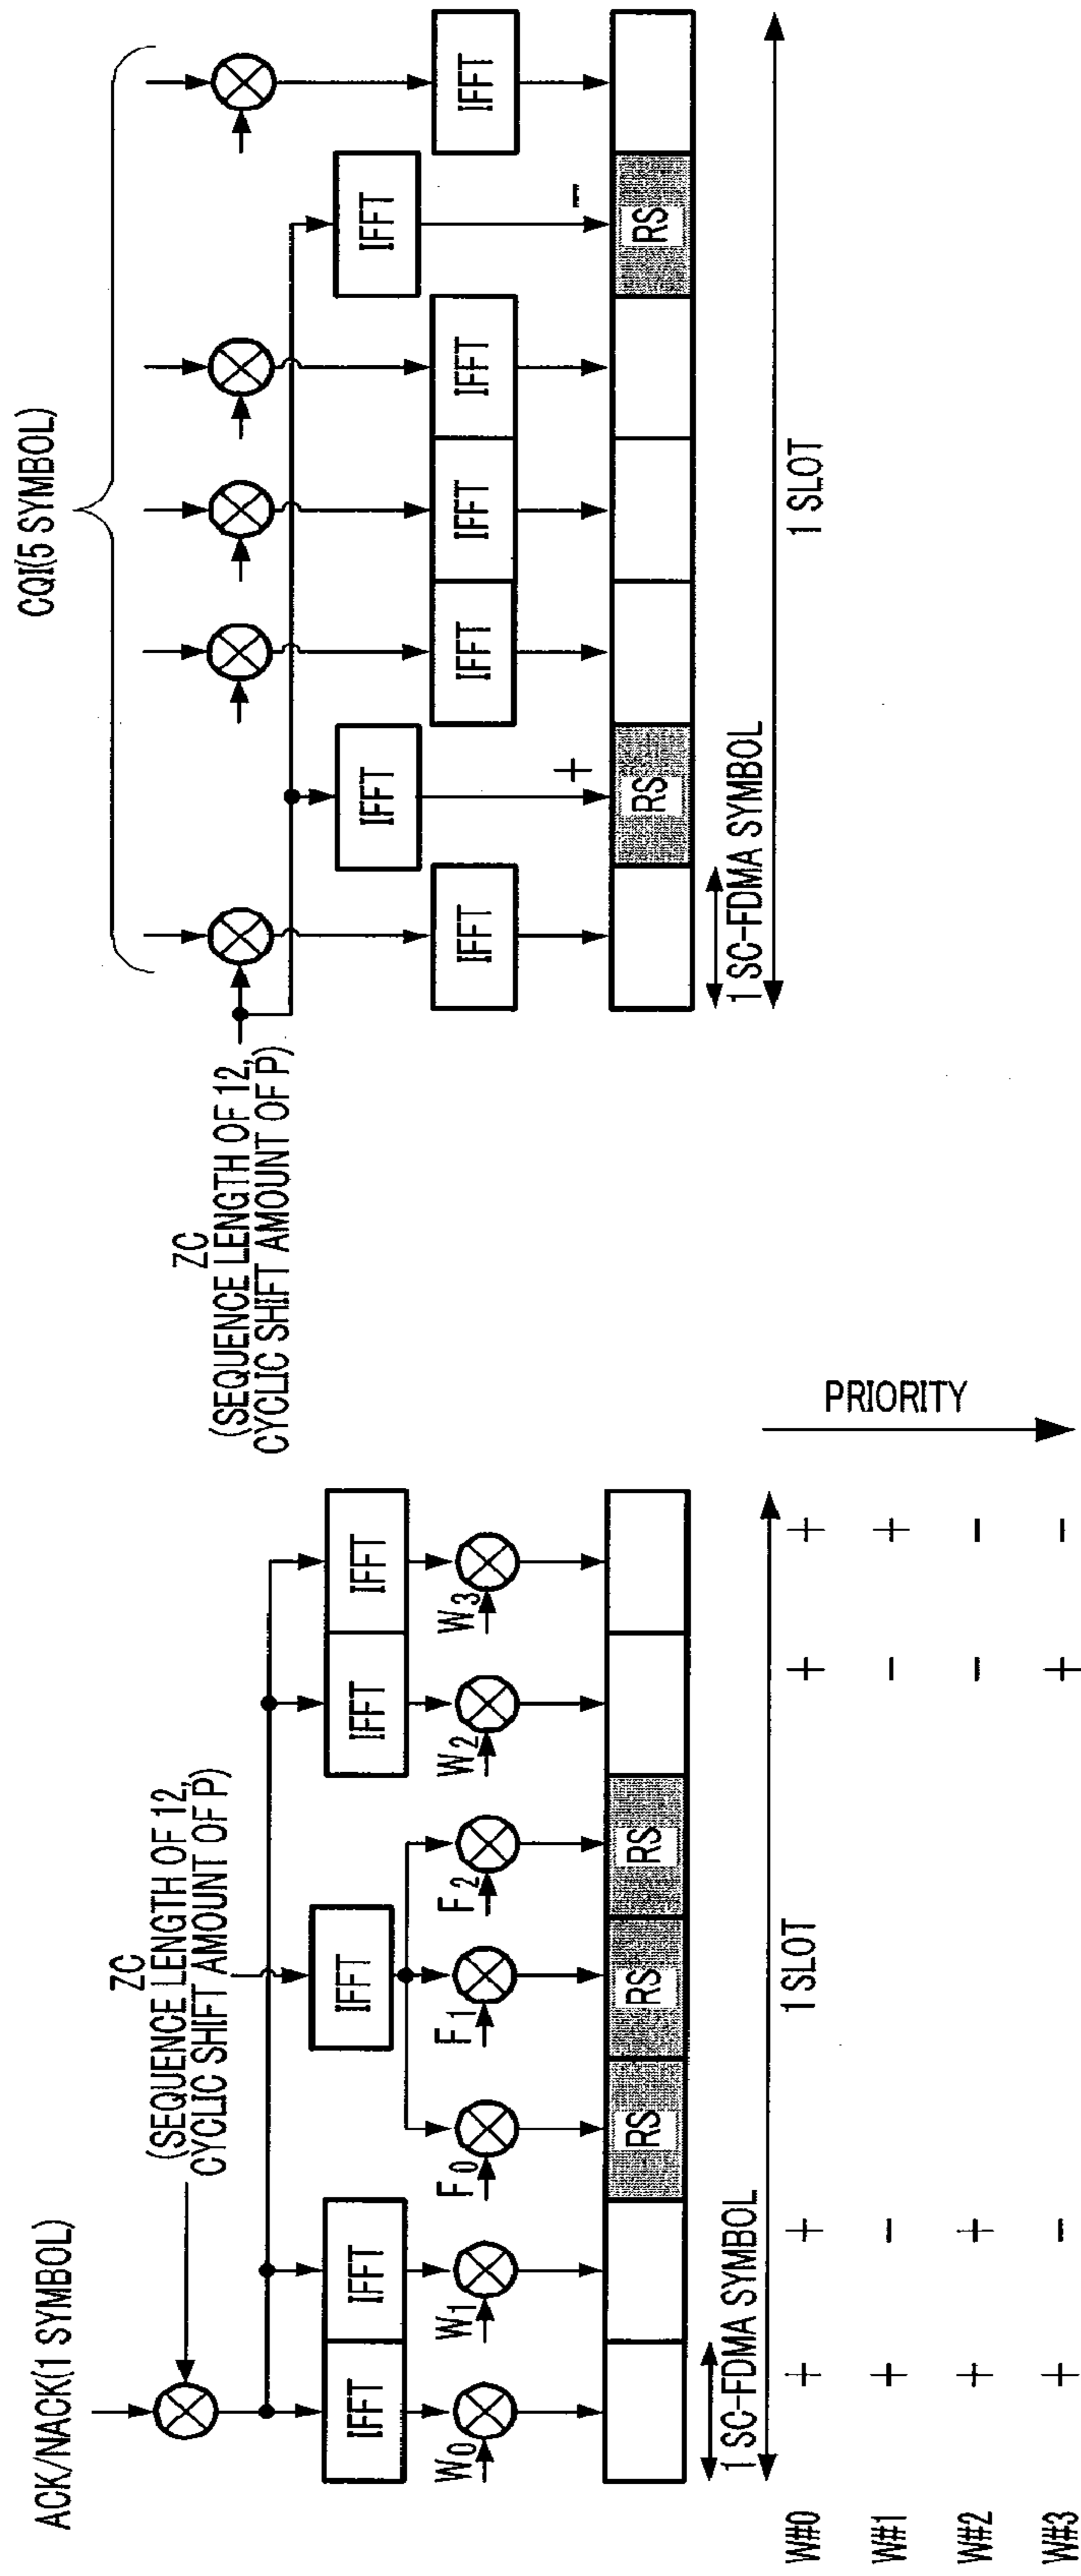 ACK/NACK(1 SYMBOL)
ZC
(SEQUENCE LENGTH OF 12,
CYCLIC SHIFT AMOUNT OF P)
IFFT
IFFT
IFFT
IFFT
IFFT
W0
W1
F0
F1
F2
W2
W3
RS
RS
RS
1 SC-FDMA SYMBOL
1 SLOT
W#0 + + + +
W#1 + - - +
W#2 + + - -
W#3 + - + -
PRIORITY
CQI(5 SYMBOL)
ZC
(SEQUENCE LENGTH OF 12,
CYCLIC SHIFT AMOUNT OF P)
IFFT
IFFT
IFFT
IFFT
IFFT
IFFT
IFFT
+
-
RS
RS
1 SC-FDMA SYMBOL
1 SLOT